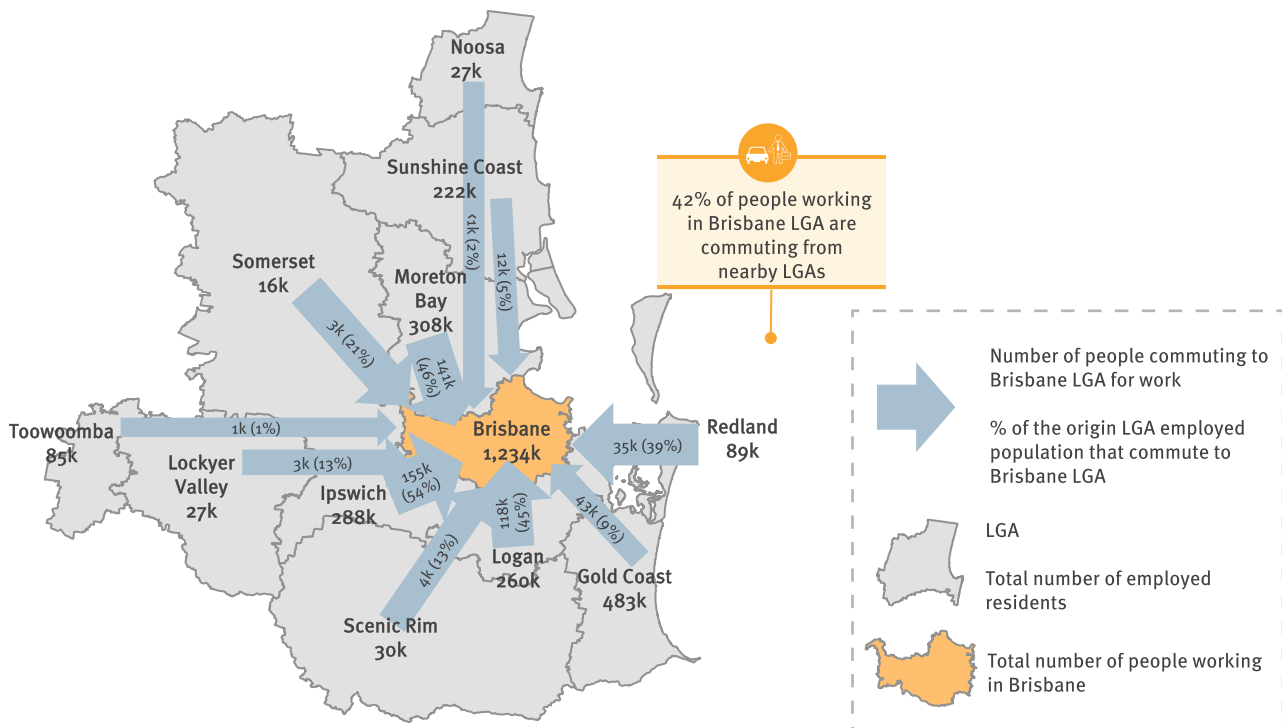 Noosa
27k
Sunshine Coast
222k
<1k (2%)
12k (5%)
Somerset
16k
3k (21%)
Moreton
Bay
308k
141k
(46%)
42% of people working
in Brisbane LGA are
commuting from
nearby LGAs
Toowoomba
85k
1k (1%)
Lockyer
Valley
27k
3k (13%)
Ipswich
288k
155k
(54%)
Brisbane
1,234k
35k (39%)
Redland
89k
118k
(45%)
Logan
260k
43k (9%)
Gold Coast
483k
4k (13%)
Scenic Rim
30k
Number of people commuting to
Brisbane LGA for work
% of the origin LGA employed
population that commute to
Brisbane LGA
LGA
Total number of employed
residents
Total number of people working
in Brisbane